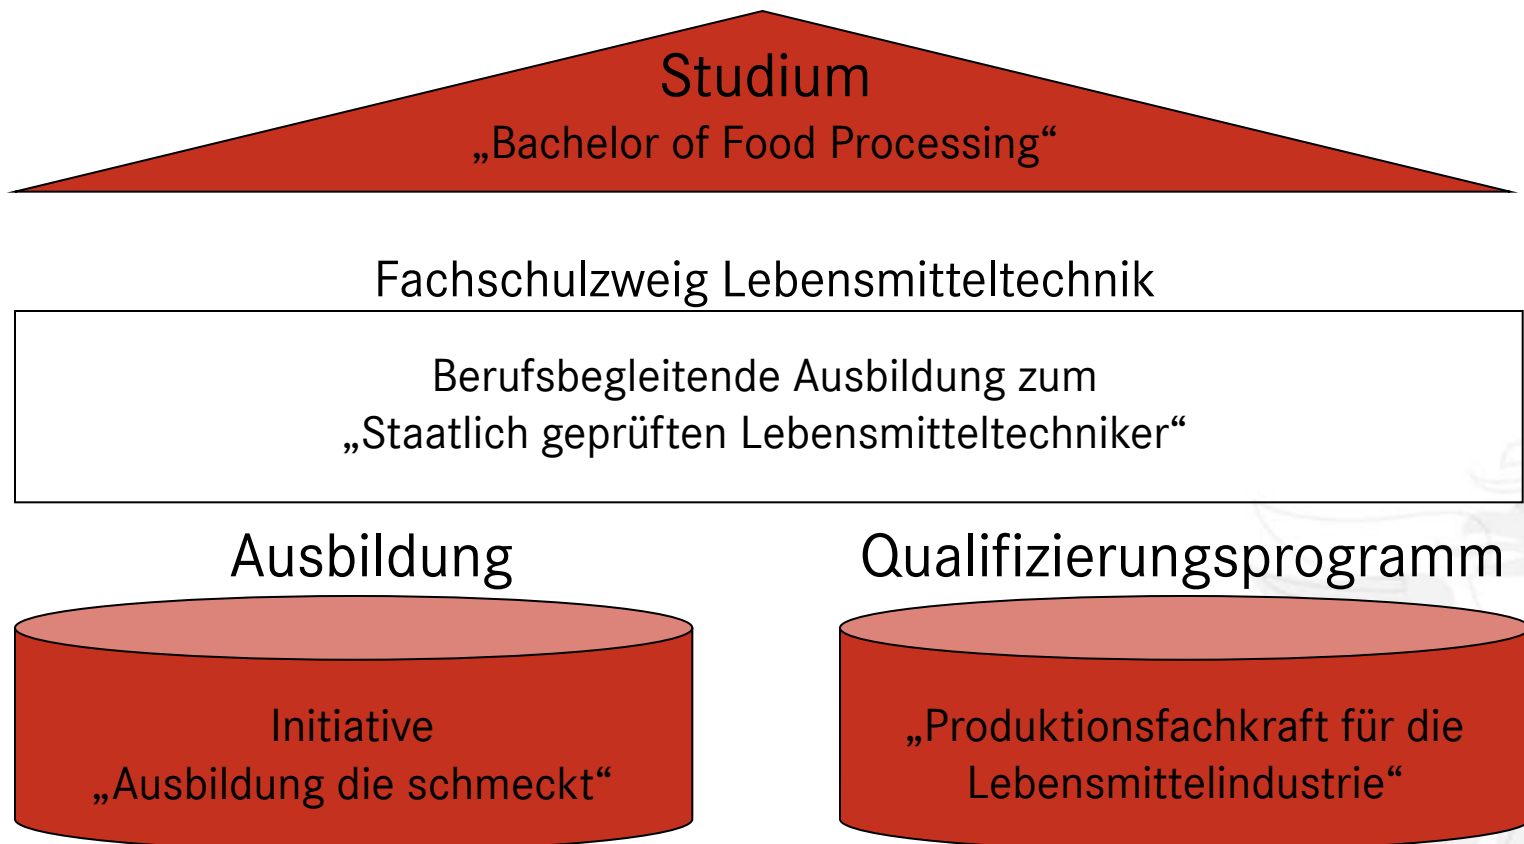 Studium
„Bachelor of Food Processing“
Fachschulzweig Lebensmitteltechnik
Berufsbegleitende Ausbildung zum
„Staatlich geprüften Lebensmitteltechniker“
Ausbildung
Initiative
„Ausbildung die schmeckt“
Qualifizierungsprogramm
„Produktionsfachkraft für die
Lebensmittelindustrie“